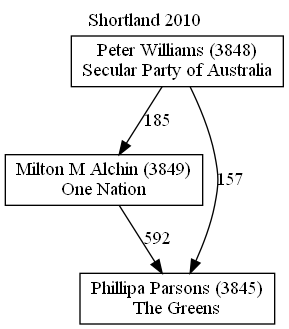 Shortland 2010
Peter Williams (3848)
Secular Party of Australia
185
Milton M Alchin (3849)
One Nation
157
592
Phillipa Parsons (3845)
The Greens